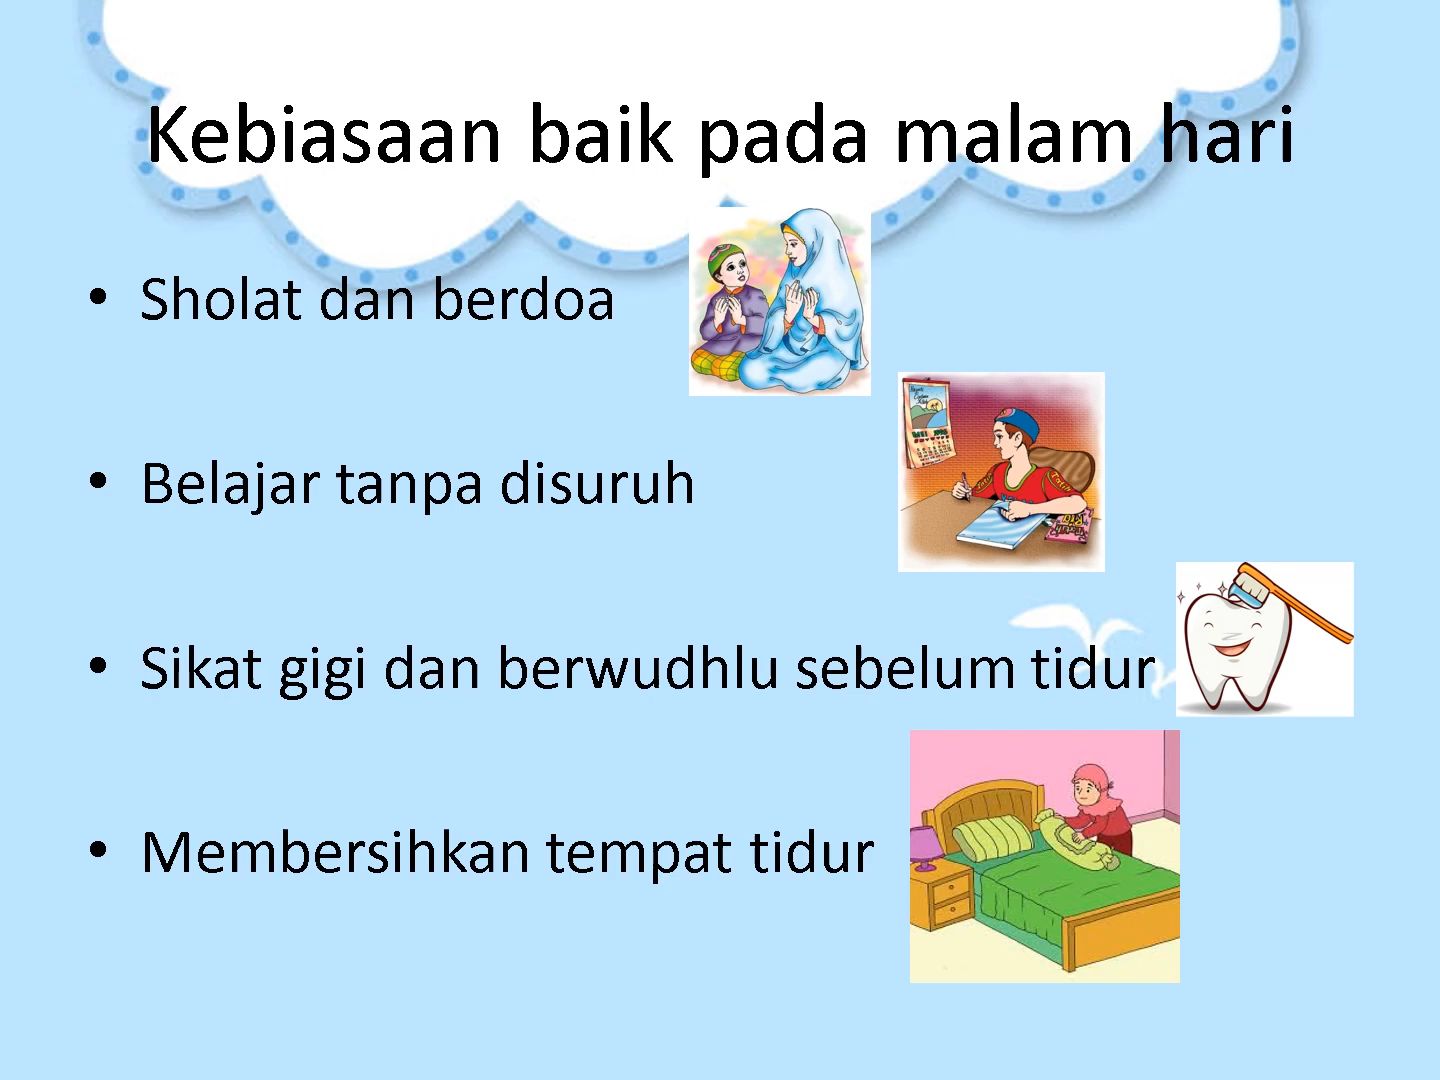 Kebiasaan baik pada malam hari
• Sholat dan berdoa
• Belajar tanpa disuruh
• Sikat gigi dan berwudhlu sebelum tidur
• Membersihkan tempat tidur